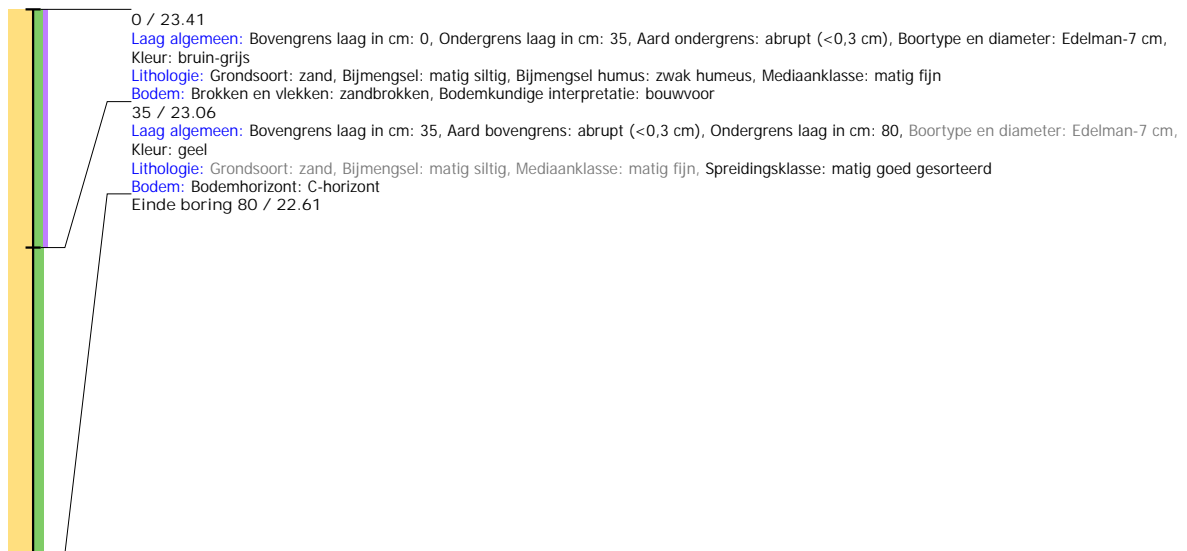 0 / 23.41
Laag algemeen: Bovengrens laag in cm: 0, Ondergrens laag in cm: 35, Aard ondergrens: abrupt (<0,3 cm), Boortype en diameter: Edelman-7 cm,
Kleur: bruin-grijs
Lithologie: Grondsoort: zand, Bijmengsel: matig siltig, Bijmengsel humus: zwak humeus, Mediaanklasse: matig fijn
Bodem: Brokken en vlekken: zandbrokken, Bodemkundige interpretatie: bouwvoor
35 / 23.06
Laag algemeen: Bovengrens laag in cm: 35, Aard bovengrens: abrupt (<0,3 cm), Ondergrens laag in cm: 80, Boortype en diameter: Edelman-7 cm,
Kleur: geel
Lithologie: Grondsoort: zand, Bijmengsel: matig siltig, Mediaanklasse: matig fijn, Spreidingsklasse: matig goed gesorteerd
Bodem: Bodemhorizont: C-horizont
Einde boring 80 / 22.61